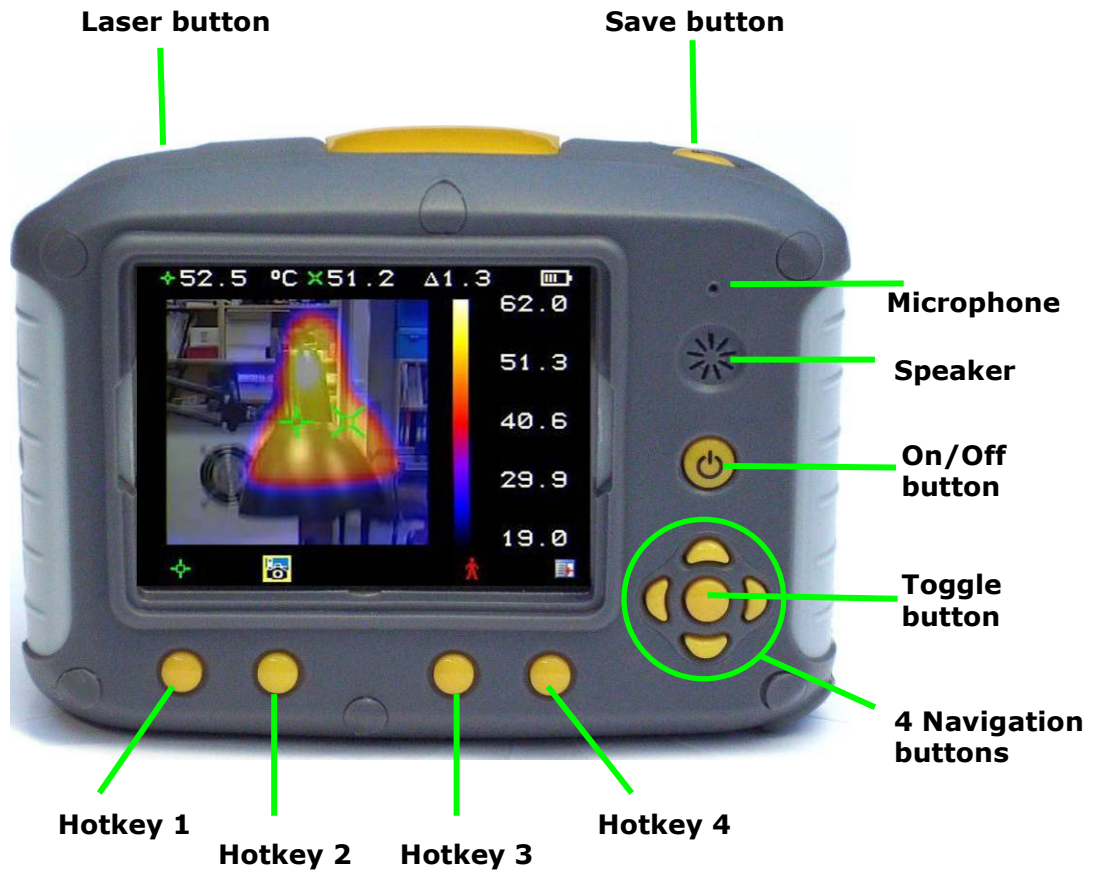 Laser button
Save button
52.5 °C 51.2 Δ1.3
62.0
51.3
40.6
29.9
19.0
Microphone
Speaker
On/Off
button
Toggle
button
4 Navigation
buttons
Hotkey 1
Hotkey 2
Hotkey 3
Hotkey 4